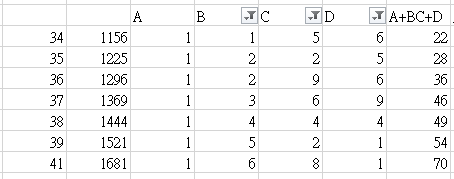 A B C D A+BC+D
34 1156 1 1 5 6 22
35 1225 1 2 2 5 28
36 1296 1 2 9 6 36
37 1369 1 3 6 9 46
38 1444 1 4 4 4 49
39 1521 1 5 2 1 54
41 1681 1 6 8 1 70